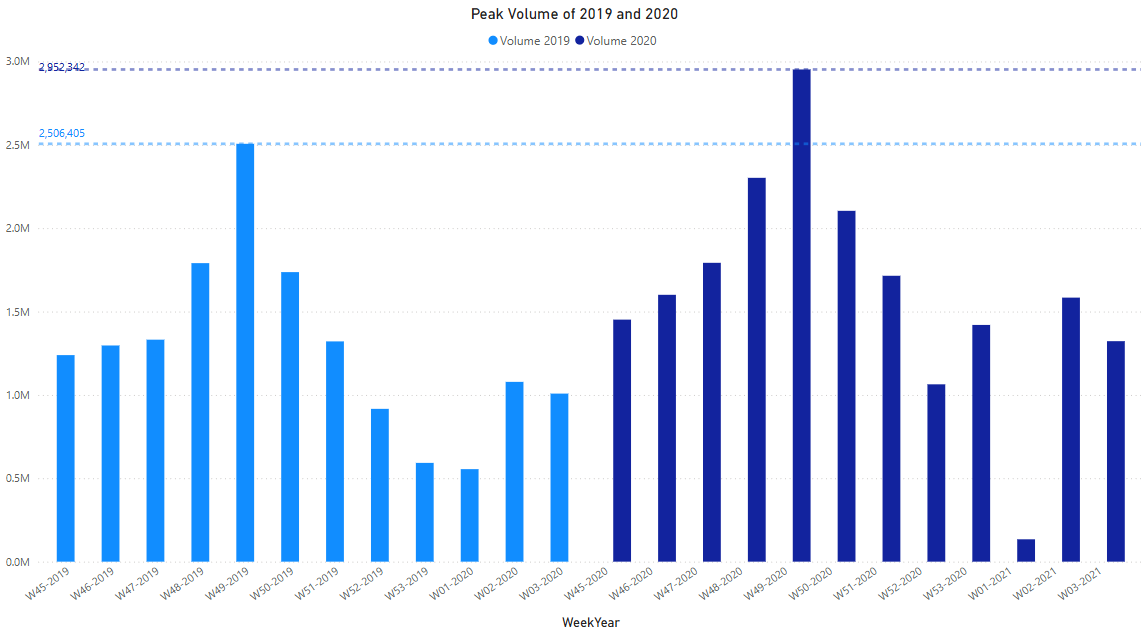 Peak Volume of 2019 and 2020
Volume 2019 Volume 2020
3.0M
2,952,342
2,506,405
2.5M
2.0M
1.5M
1.0M
0.5M
0.0M
W45-2019 W46-2019 W47-2019 W48-2019 W49-2019 W50-2019 W51-2019 W52-2019 W53-2019 W01-2020 W02-2020 W03-2020 W45-2020 W46-2020 W47-2020 W48-2020 W49-2020 W50-2020 W51-2020 W52-2020 W53-2020 W01-2021 W02-2021 W03-2021
WeekYear